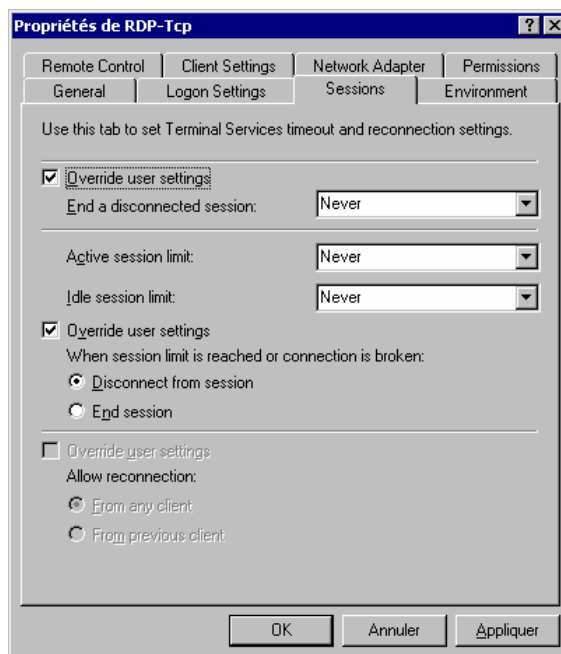 Propriétés de RDP-Tcp
Remote Control Client Settings Network Adapter Permissions
General Logon Settings Sessions Environment
Use this tab to set Terminal Services timeout and reconnection settings.
Override user settings
End a disconnected session: Never
Active session limit: Never
Idle session limit: Never
Override user settings
When session limit is reached or connection is broken:
Disconnect from session
End session
Override user settings
Allow reconnection:
From any client
From previous client
OK Annuler Appliquer